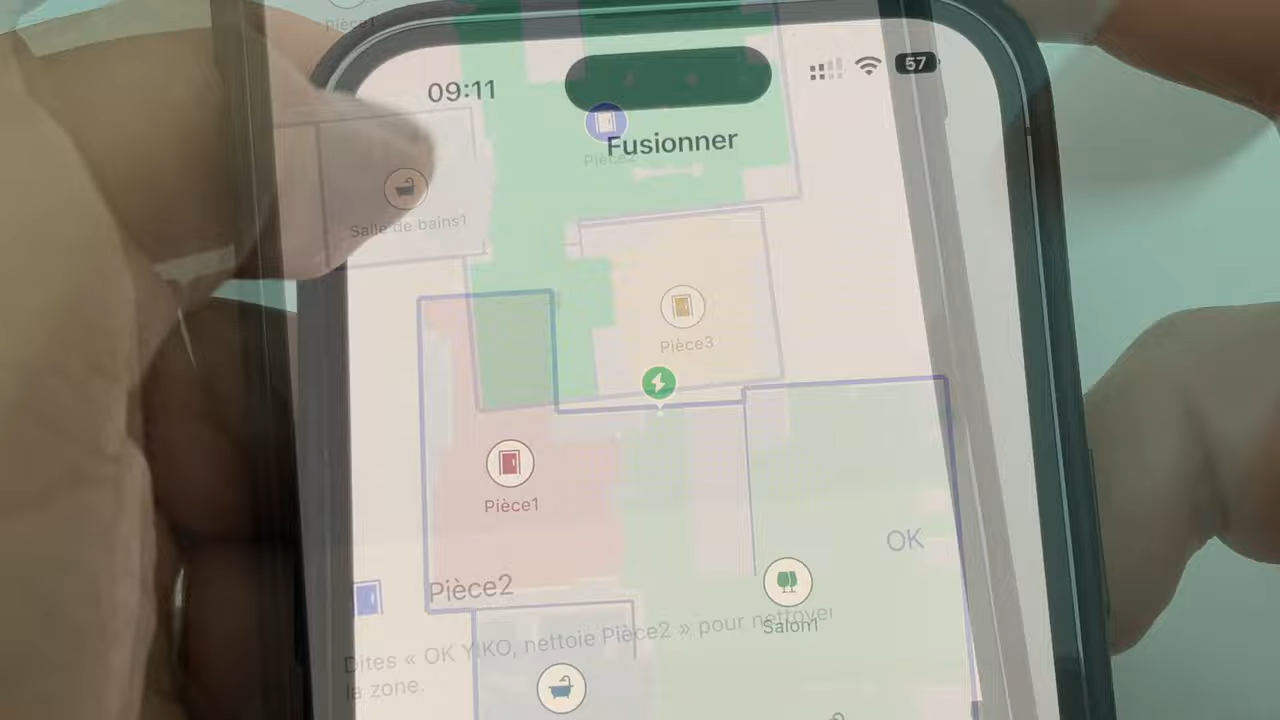 Pièce1
09:11
57
Fusionner
Pièce2
Salle de bains1
Pièce3
Pièce1
OK
Pièce2
Salon1
Dites « OK YIKO, nettoie Pièce2 » pour nettoyer
la zone.